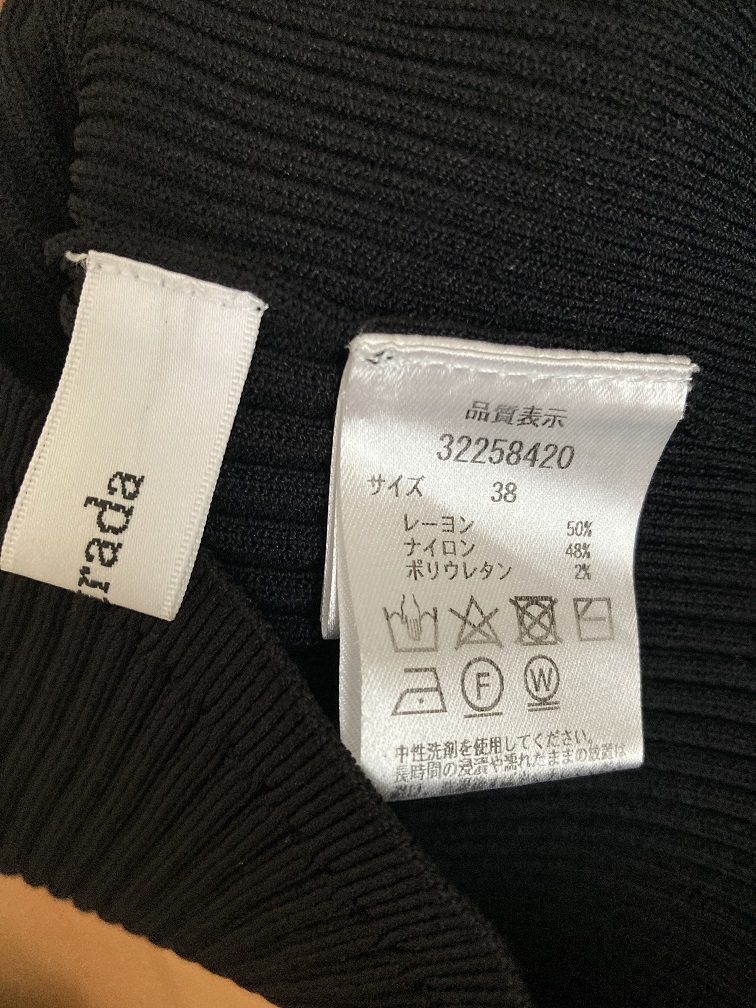 rada
品質表示
32258420
サイズ 38
レーヨン 50%
ナイロン 48%
ポリウレタン 2%
F W
中性洗剤を使用してください。
長時間の浸漬や濡れたままの放置は